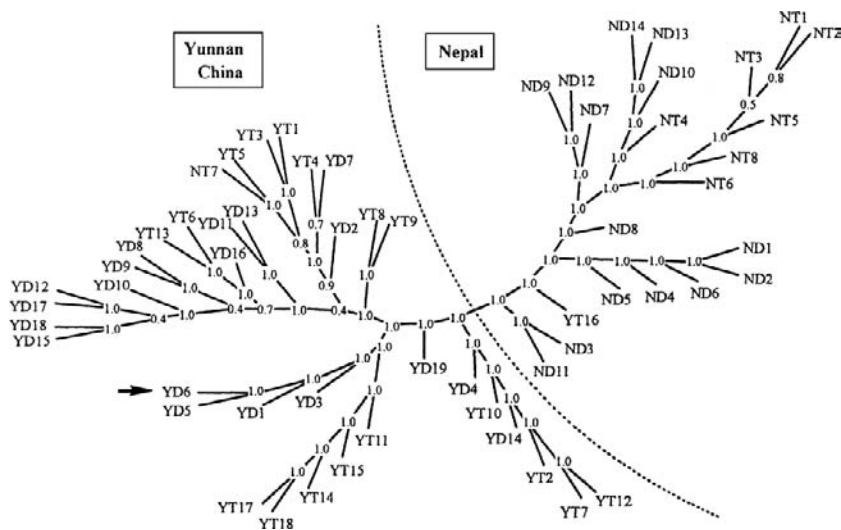 Yunnan
China
Nepal
NT1
NT2
NT3
0.8
0.5
NT5
1.0
NT8
1.0
NT6
1.0
1.0
ND14
ND13
1.0
ND10
1.0
NT4
1.0
ND9
ND12
1.0
ND7
1.0
1.0
ND8
1.0
1.0
ND1
ND2
1.0
1.0
ND6
1.0
ND4
1.0
ND5
1.0
YT16
1.0
1.0
ND3
ND11
1.0
YD4
1.0
YT10
1.0
YD14
1.0
1.0
YT2
1.0
YT12
YT7
1.0
YD19
1.0
YT3
YT1
1.0
YT5
NT7
1.0
0.8
YT4
YD7
0.7
1.0
YD2
0.9
0.4
YT8
YT9
1.0
1.0
YT6
YT13
1.0
YD16
1.0
0.7
YD11
YD13
1.0
1.0
YD8
YD9
1.0
0.4
YD10
1.0
0.4
YD12
YD17
1.0
YD18
YD15
1.0
1.0
1.0
YD6
YD5
1.0
YD1
1.0
YD3
1.0
YT11
1.0
YT15
1.0
YT14
1.0
YT17
YT18